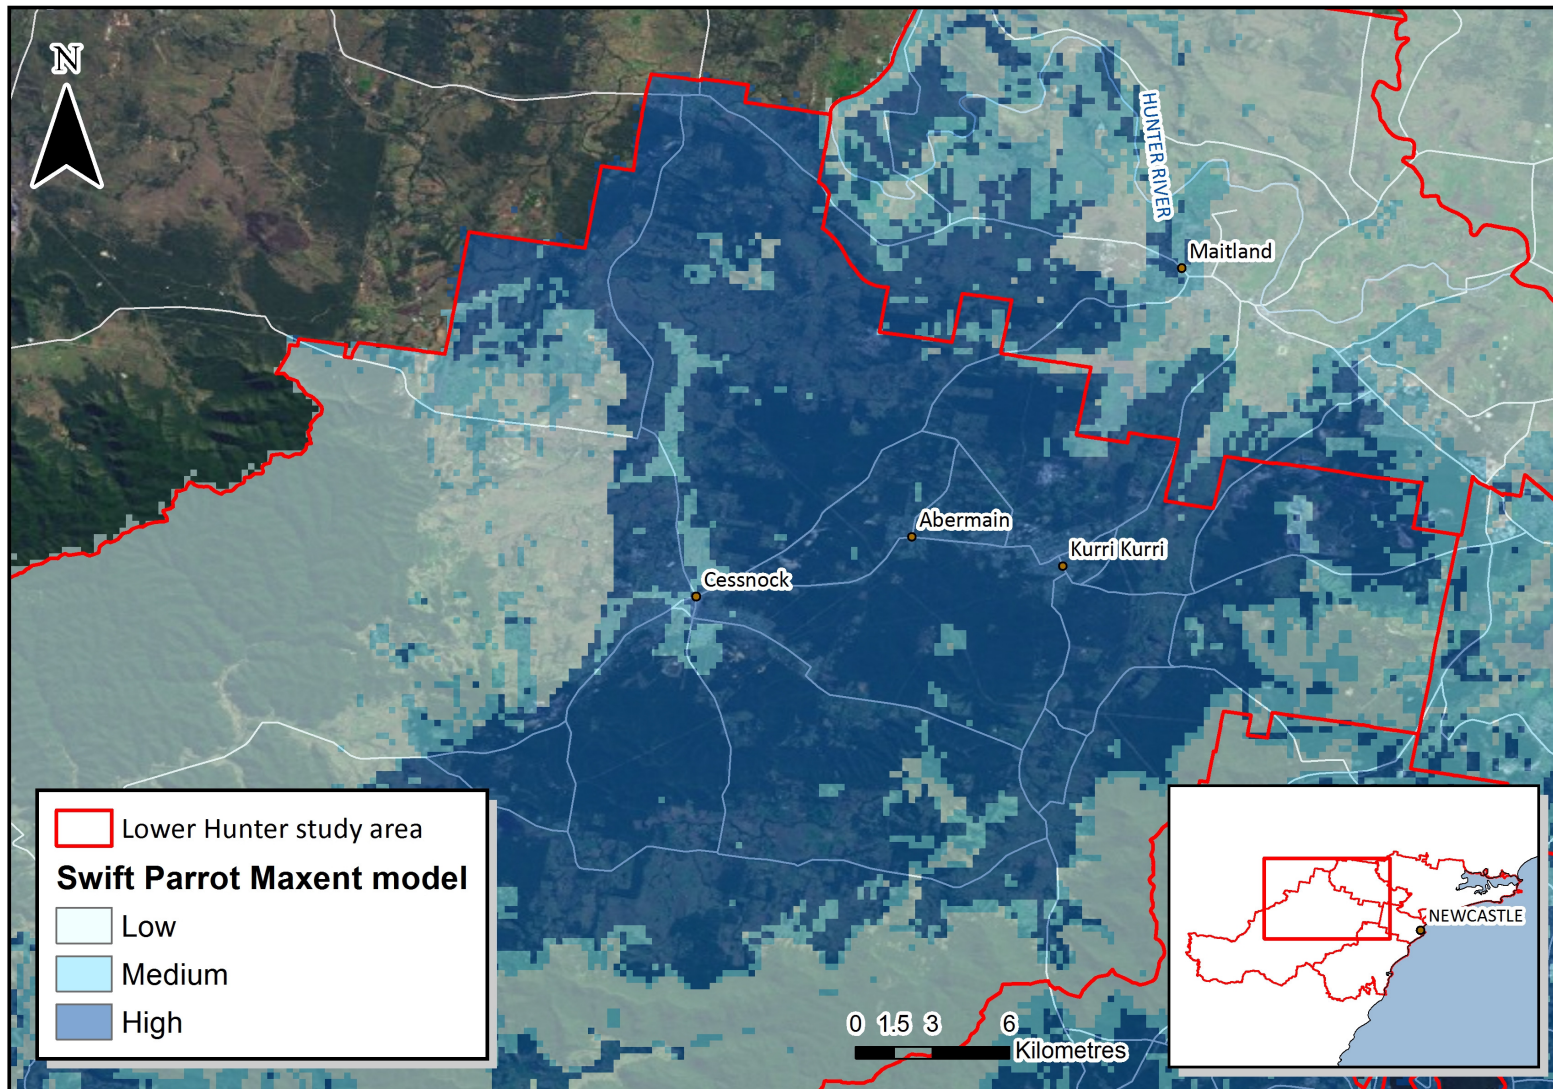 N
HUNTER RIVER
Maitland
Abermain
Kurri Kurri
Cessnock
Lower Hunter study area
Swift Parrot Maxent model
Low
Medium
High
0 1.5 3 6
Kilometres
NEWCASTLE